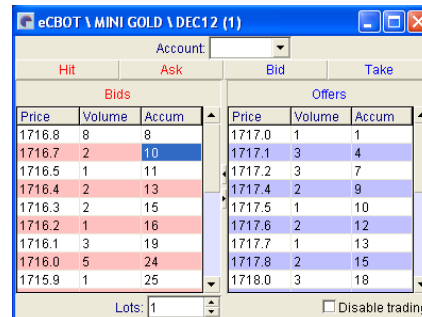 eCBOT \ MINI GOLD \ DEC12 (1)
Account:
Hit Ask Bid Take
Bids Offers
Price Volume Accum Price Volume Accum
1716.8 8 8 1717.0 1 1
1716.7 2 10 1717.1 3 4
1716.5 1 11 1717.2 3 7
1716.4 2 13 1717.4 2 9
1716.3 2 15 1717.5 1 10
1716.2 1 16 1717.6 2 12
1716.1 3 19 1717.7 1 13
1716.0 5 24 1717.8 2 15
1715.9 1 25 1718.0 3 18
Lots: 1 Disable trading